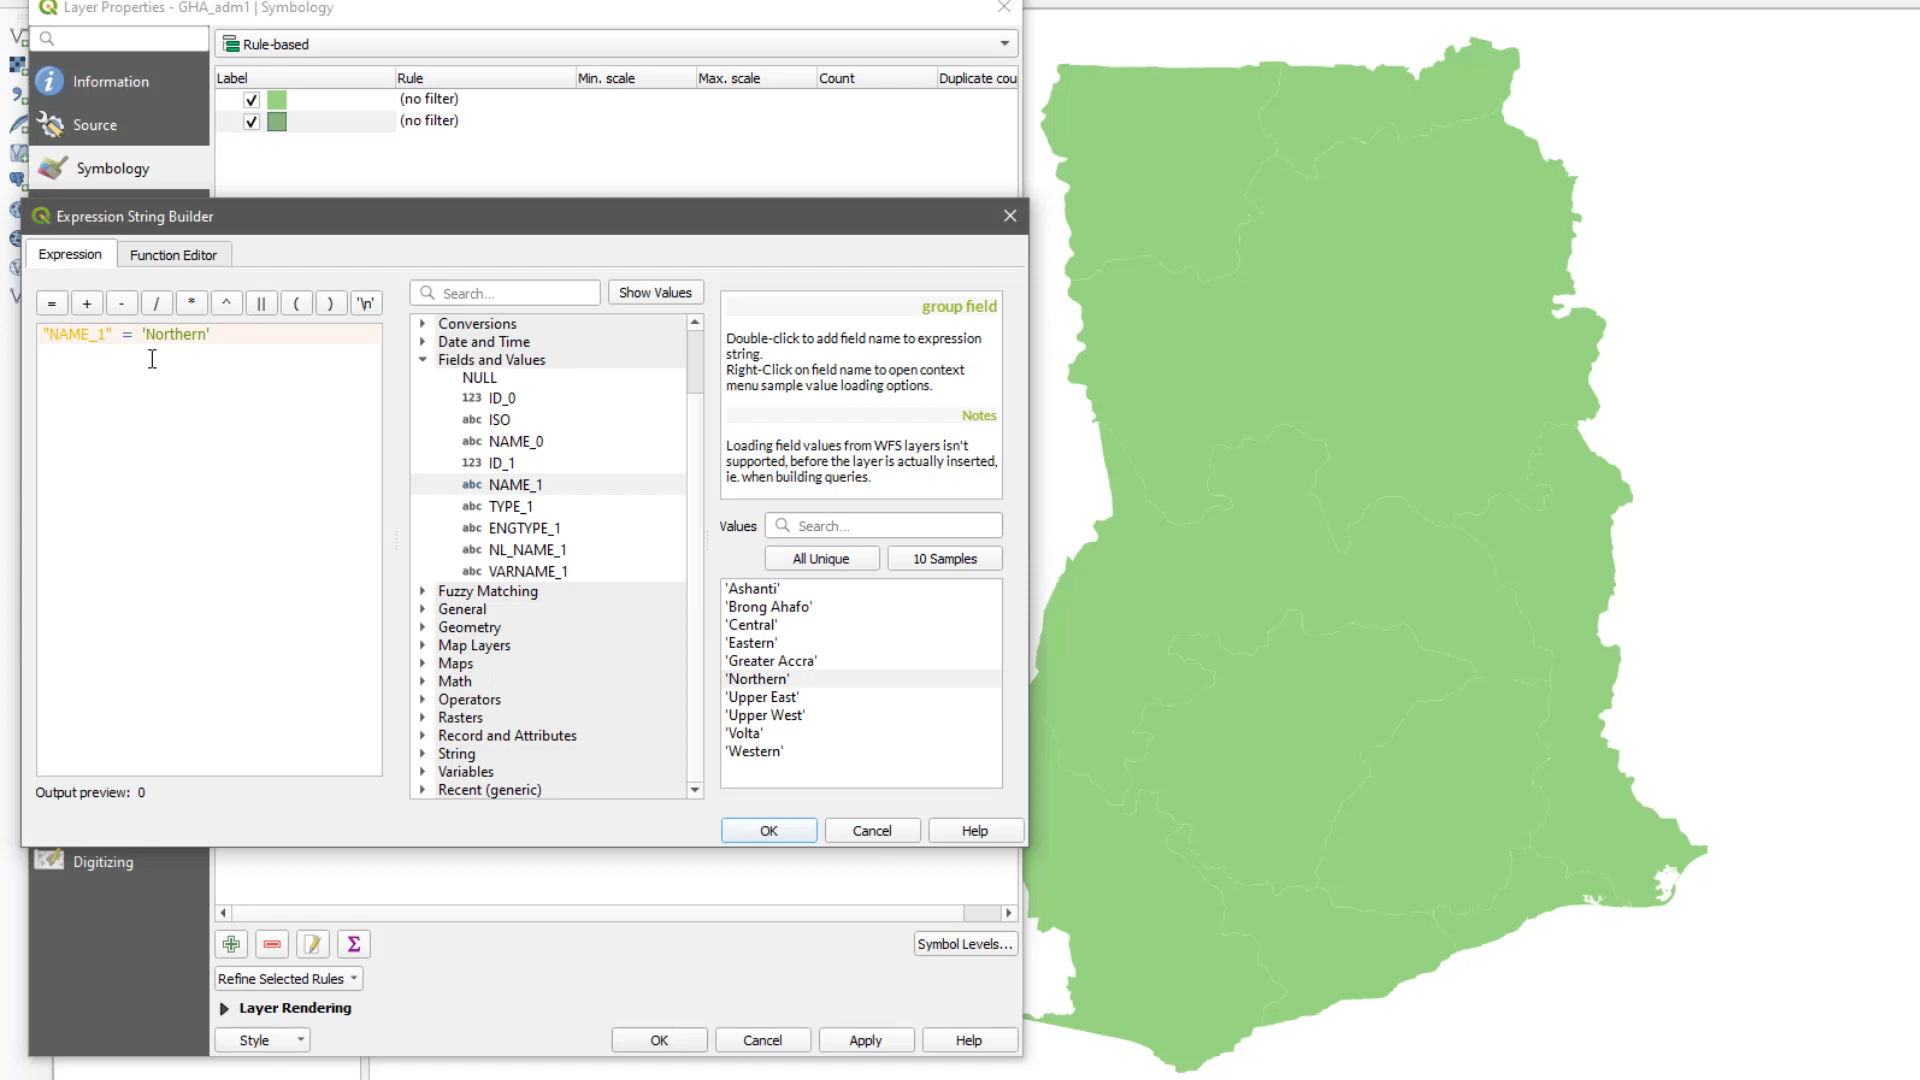 Layer Properties - GHA_adm1 | Symbology
Rule-based
Information
Source
Symbology
Label Rule Min. scale Max. scale Count Duplicate cou
(no filter)
(no filter)
Expression String Builder
Expression Function Editor
= + - / * ^ || ( ) '\n'
"NAME_1" = 'Northern'
Output preview: 0
Search...
Show Values
Conversions
Date and Time
Fields and Values
NULL
123 ID_0
abc ISO
abc NAME_0
123 ID_1
abc NAME_1
abc TYPE_1
abc ENGTYPE_1
abc NL_NAME_1
abc VARNAME_1
Fuzzy Matching
General
Geometry
Map Layers
Maps
Math
Operators
Rasters
Record and Attributes
String
Variables
Recent (generic)
group field
Double-click to add field name to expression
string.
Right-Click on field name to open context
menu sample value loading options.
Notes
Loading field values from WFS layers isn't
supported, before the layer is actually inserted,
ie. when building queries.
Values
Search...
All Unique
10 Samples
'Ashanti'
'Brong Ahafo'
'Central'
'Eastern'
'Greater Accra'
'Northern'
'Upper East'
'Upper West'
'Volta'
'Western'
OK
Cancel
Help
Digitizing
Symbol Levels...
Refine Selected Rules
Layer Rendering
Style
OK
Cancel
Apply
Help